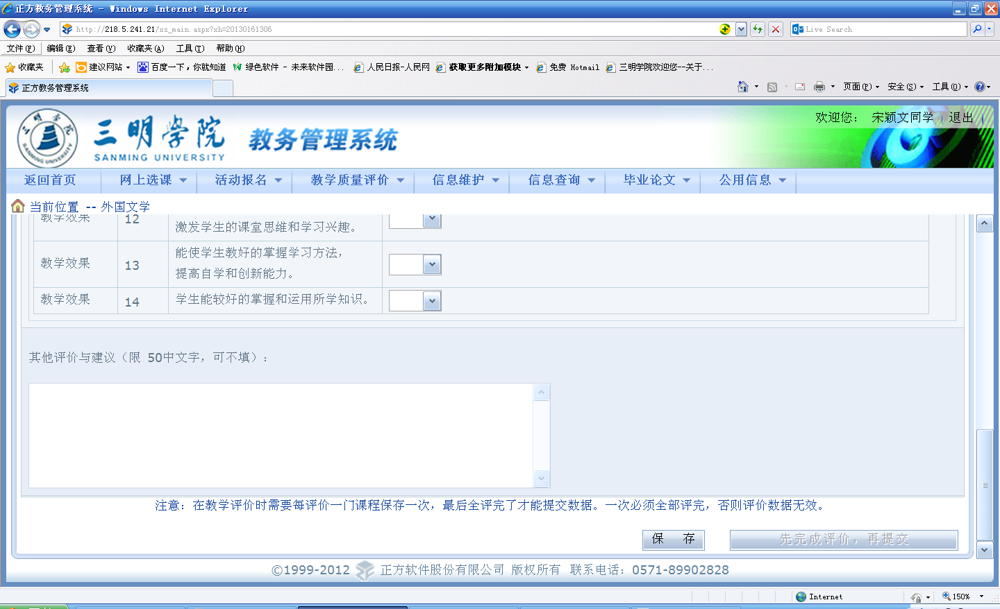 正方教务管理系统 - Windows Internet Explorer
http://218.5.241.21/xs_main.aspx?xh=20130161306
Live Search
文件(F) 编辑(E) 查看(V) 收藏夹(A) 工具(T) 帮助(H)
收藏夹 建议网站 百度一下，你就知道 绿色软件 - 未来软件园... 人民日报-人民网 获取更多附加模块 免费 Hotmail 三明学院欢迎您--关于...
正方教务管理系统
页面(P) 安全(S) 工具(O)
欢迎您： 宋颖文同学 退出
三明学院
SANMING UNIVERSITY
教务管理系统
返回首页 网上选课 活动报名 教学质量评价 信息维护 信息查询 毕业论文 公用信息
当前位置 -- 外国文学
教学效果 12 激发学生的课堂思维和学习兴趣。
教学效果 13 能使学生教好的掌握学习方法，
提高自学和创新能力。
教学效果 14 学生能较好的掌握和运用所学知识。
其他评价与建议（限 50中文字，可不填）：
注意：在教学评价时需要每评价一门课程保存一次，最后全评完了才能提交数据。一次必须全部评完，否则评价数据无效。
保 存
先完成评价，再提交
©1999-2012 正方软件股份有限公司 版权所有 联系电话：0571-89902828
Internet
150%